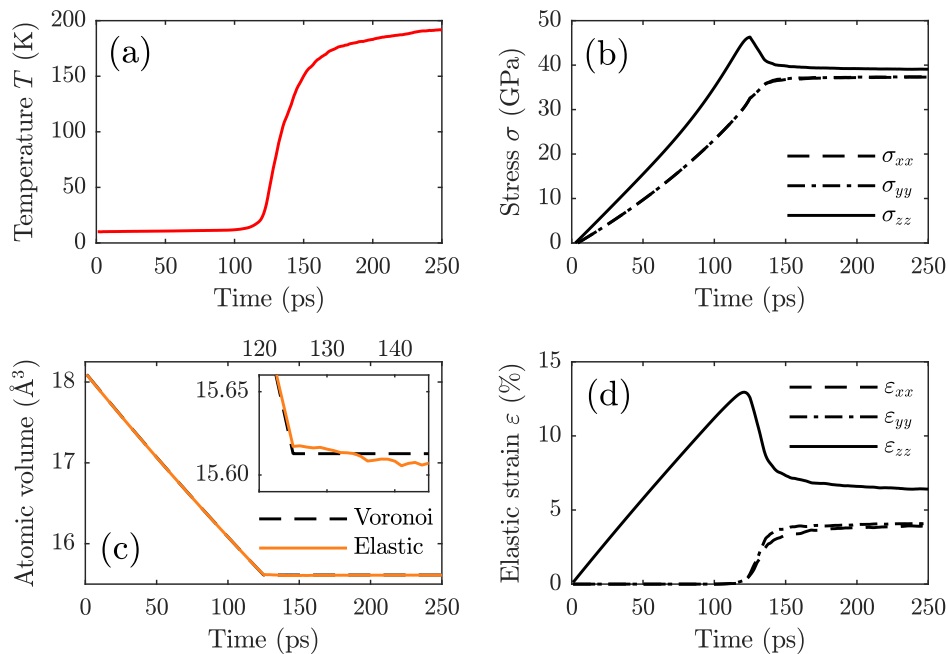 (a)
Temperature T (K)
200
150
100
50
0
0 50 100 150 200 250
Time (ps)
(b)
Stress σ (GPa)
50
40
30
20
10
0
σxx
σyy
σzz
0 50 100 150 200 250
Time (ps)
(c)
Atomic volume (Å³)
18
17
16
120 130 140
15.65
15.60
Voronoi
Elastic
0 50 100 150 200 250
Time (ps)
(d)
Elastic strain ε (%)
15
10
5
0
εxx
εyy
εzz
0 50 100 150 200 250
Time (ps)